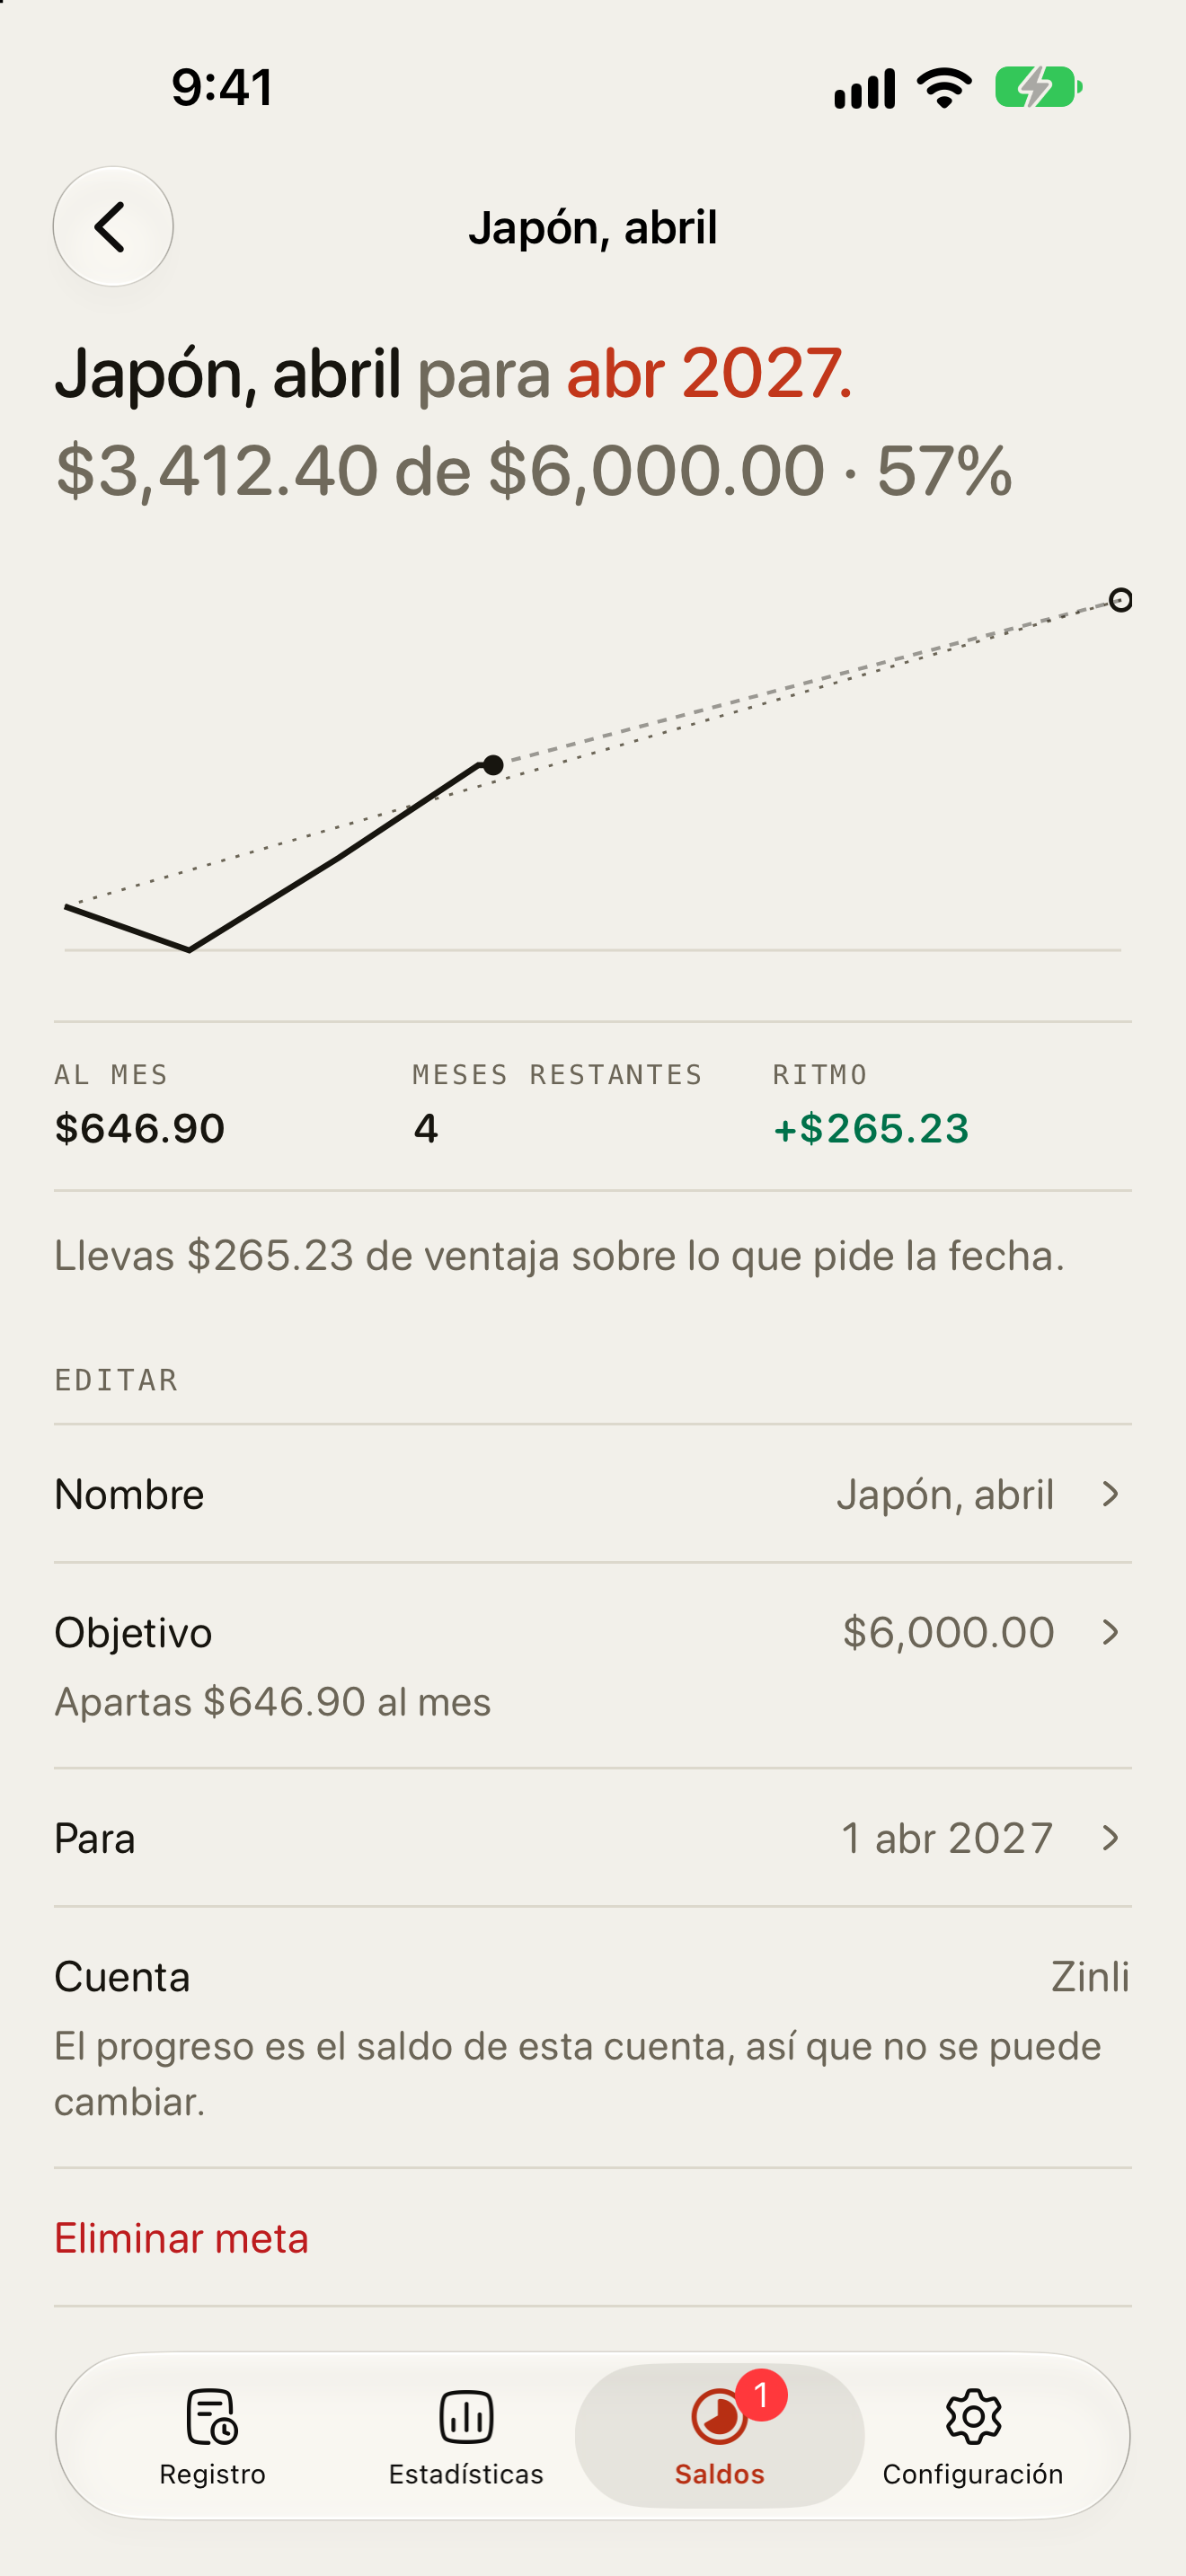 9:41
Japón, abril
Japón, abril para abr 2027.
$3,412.40 de $6,000.00 · 57%
AL MES
MESES RESTANTES
RITMO
$646.90
4
+$265.23
Llevas $265.23 de ventaja sobre lo que pide la fecha.
EDITAR
Nombre
Japón, abril
Objetivo
$6,000.00
Apartas $646.90 al mes
Para
1 abr 2027
Cuenta
Zinli
El progreso es el saldo de esta cuenta, así que no se puede
cambiar.
Eliminar meta
1
Registro
Estadísticas
Saldos
Configuración